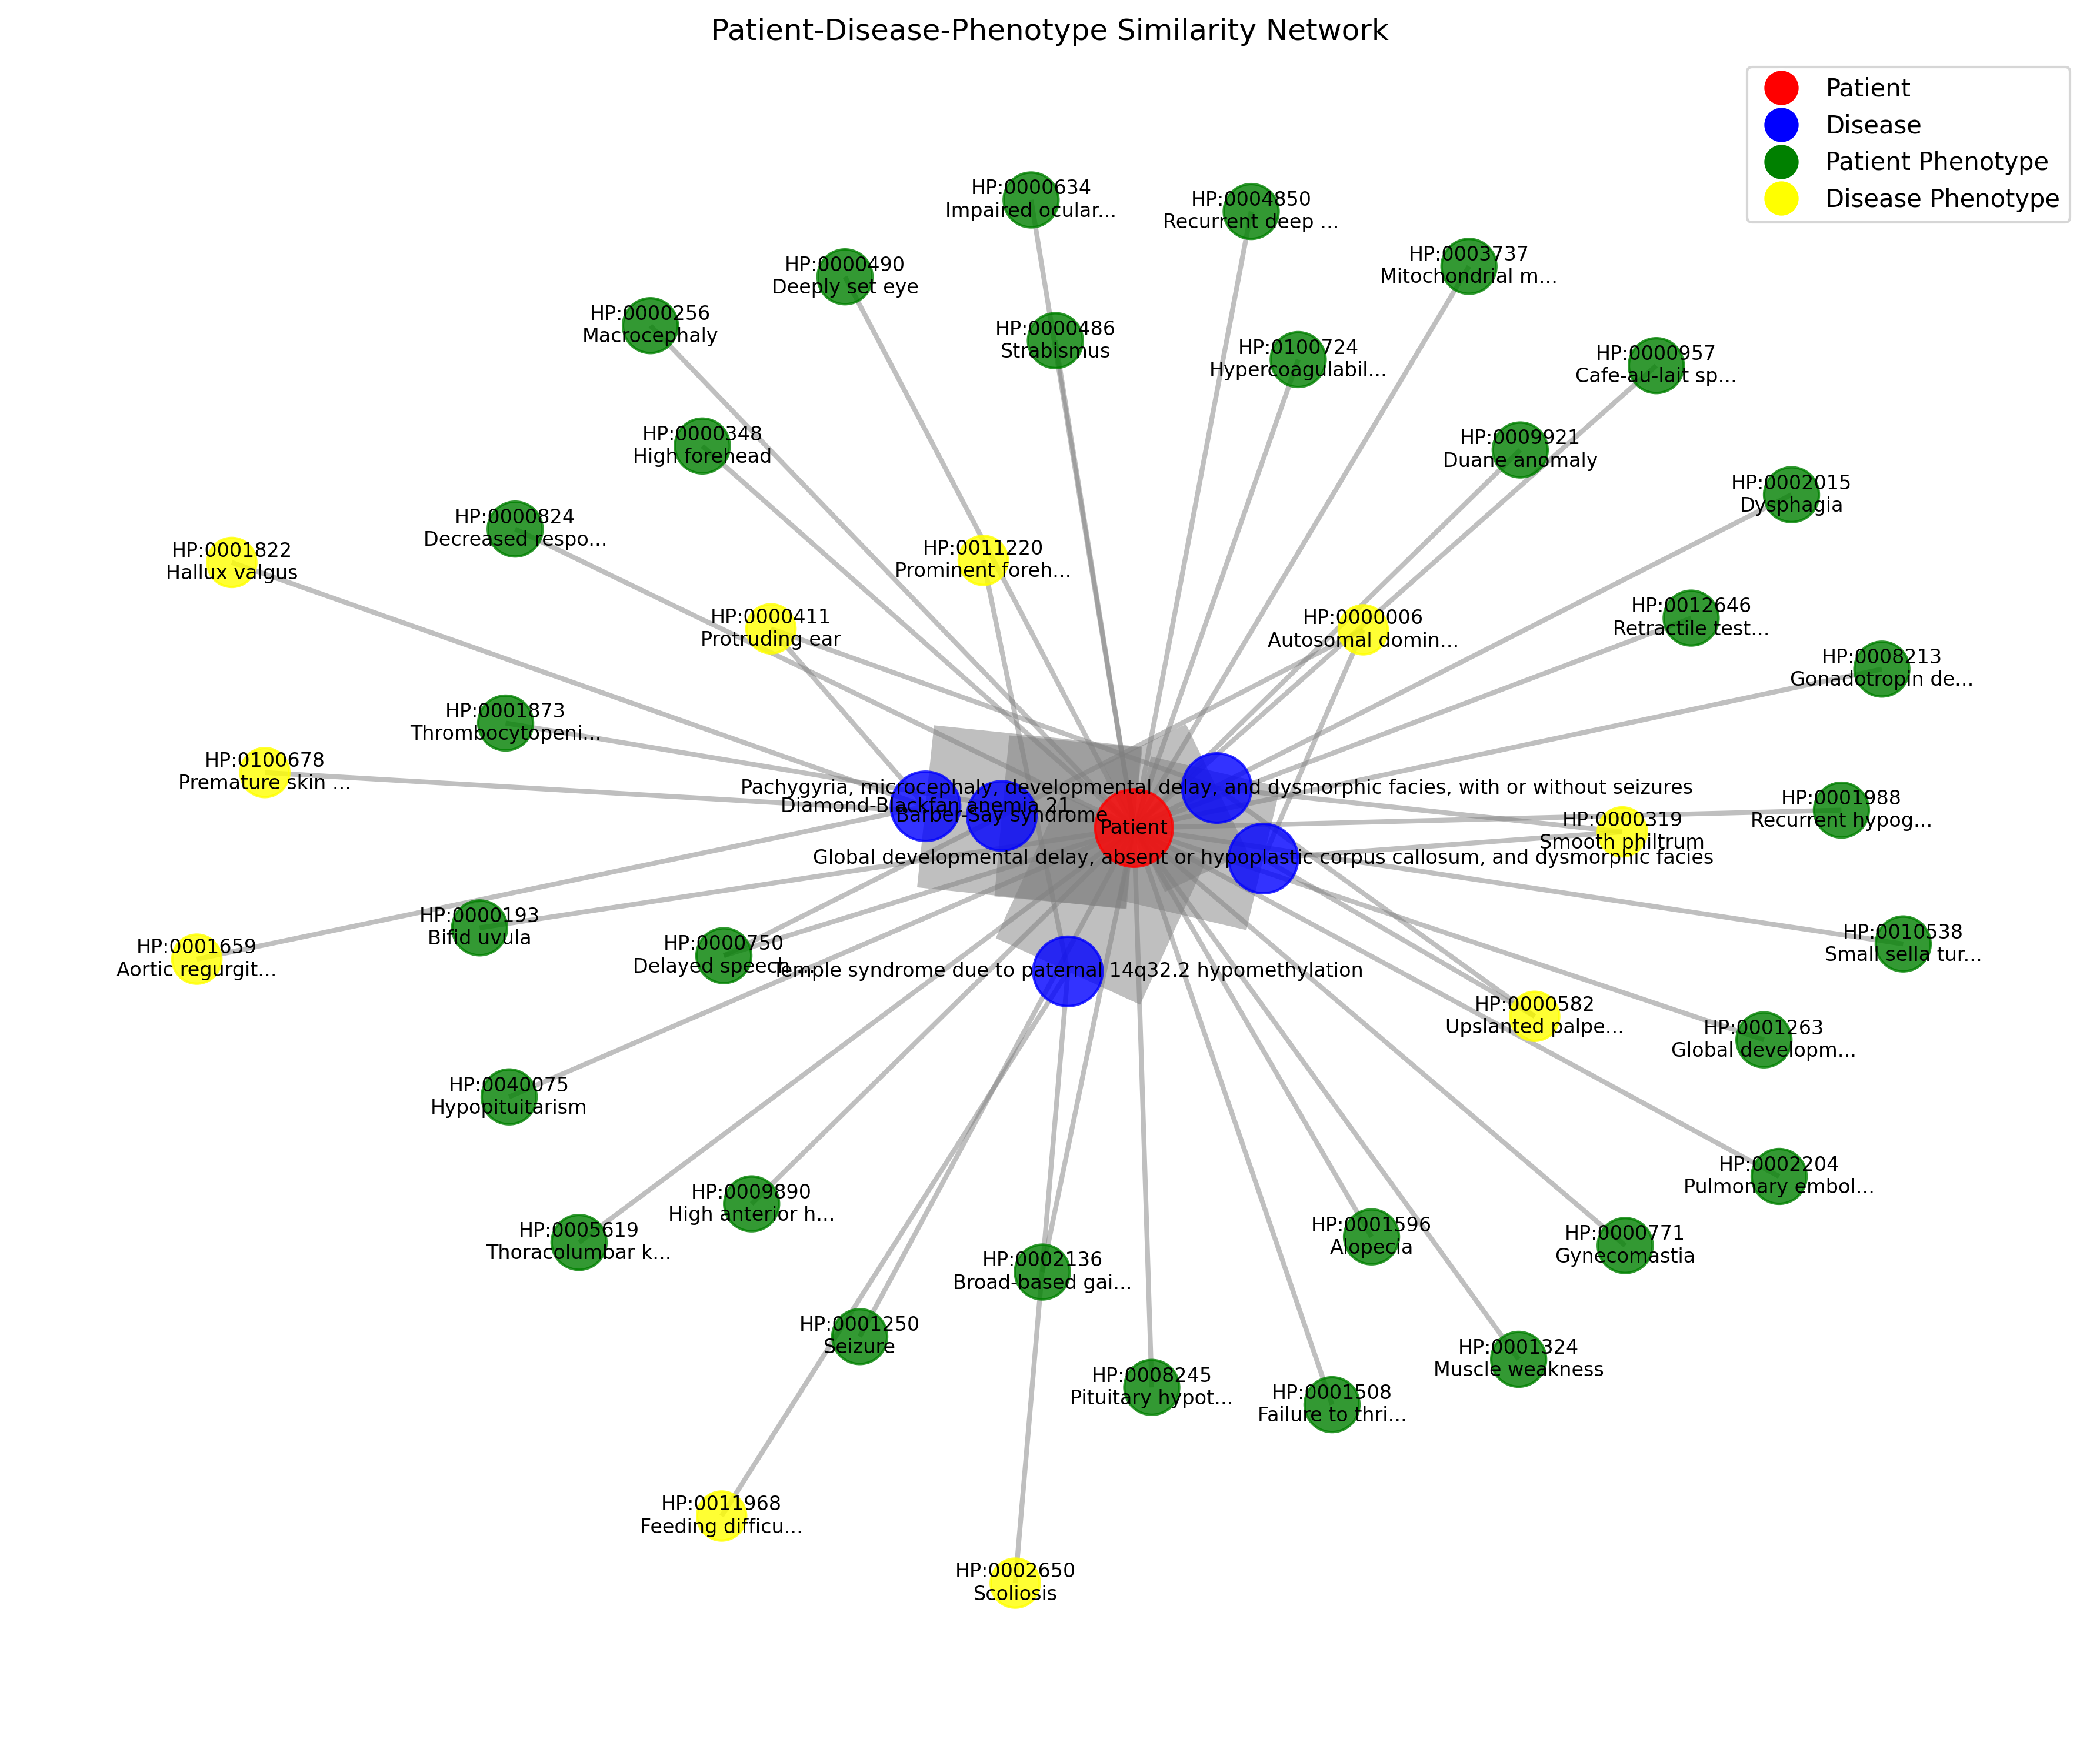 Patient-Disease-Phenotype Similarity Network
Patient
Disease
Patient Phenotype
Disease Phenotype
HP:0000634
Impaired ocular...
HP:0004850
Recurrent deep ...
HP:0003737
Mitochondrial m...
HP:0000490
Deeply set eye
HP:0000256
Macrocephaly
HP:0000486
Strabismus
HP:0100724
Hypercoagulabil...
HP:0000957
Cafe-au-lait sp...
HP:0000348
High forehead
HP:0009921
Duane anomaly
HP:0002015
Dysphagia
HP:0000824
Decreased respo...
HP:0001822
Hallux valgus
HP:0011220
Prominent foreh...
HP:0000411
Protruding ear
HP:0000006
Autosomal domin...
HP:0012646
Retractile test...
HP:0008213
Gonadotropin de...
HP:0001873
Thrombocytopeni...
HP:0100678
Premature skin ...
Pachygyria, microcephaly, developmental delay, and dysmorphic facies, with or without seizures
Diamond-Blackfan anemia 21
Barber-Say syndrome
Patient
HP:0001988
Recurrent hypog...
HP:0000319
Smooth philtrum
Global developmental delay, absent or hypoplastic corpus callosum, and dysmorphic facies
HP:0000193
Bifid uvula
HP:0001659
Aortic regurgit...
HP:0000750
Delayed speech ...
Temple syndrome due to paternal 14q32.2 hypomethylation
HP:0010538
Small sella tur...
HP:0000582
Upslanted palpe...
HP:0001263
Global developm...
HP:0040075
Hypopituitarism
HP:0002204
Pulmonary embol...
HP:0009890
High anterior h...
HP:0005619
Thoracolumbar k...
HP:0001596
Alopecia
HP:0000771
Gynecomastia
HP:0002136
Broad-based gai...
HP:0001250
Seizure
HP:0001324
Muscle weakness
HP:0008245
Pituitary hypot...
HP:0001508
Failure to thri...
HP:0011968
Feeding difficu...
HP:0002650
Scoliosis